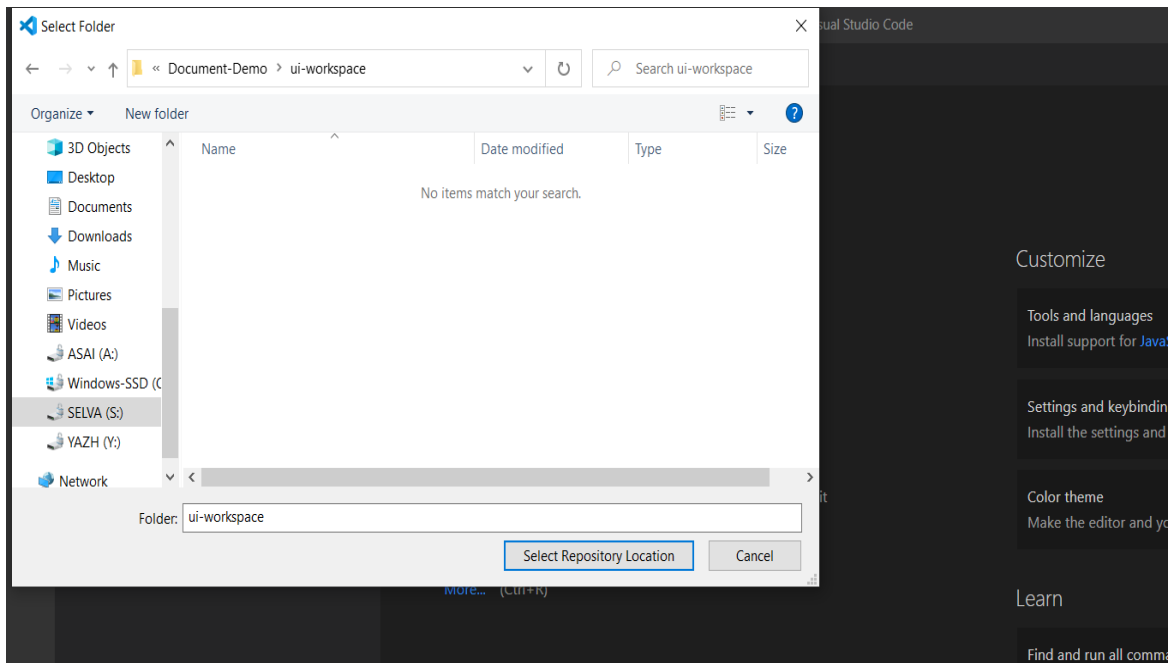 Select Folder
sual Studio Code
« Document-Demo > ui-workspace
Search ui-workspace
Organize
New folder
?
3D Objects
Desktop
Documents
Downloads
Music
Pictures
Videos
ASAI (A:)
Windows-SSD (C
SELVA (S:)
YAZH (Y:)
Network
Name
Date modified
Type
Size
No items match your search.
Folder:
ui-workspace
Select Repository Location
Cancel
it
More... (Ctrl+R)
Customize
Tools and languages
Install support for Java
Settings and keybindin
Install the settings and
Color theme
Make the editor and yo
Learn
Find and run all comma